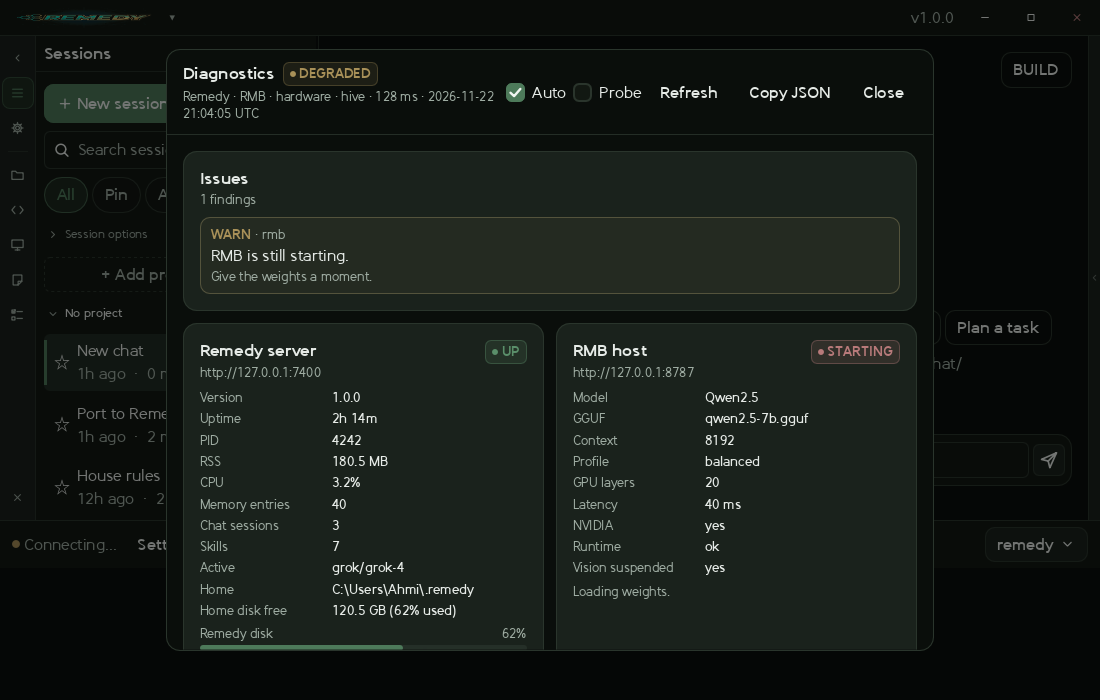 REMEDY
v1.0.0
Sessions
+ New session
Search sessi
All
Pin
A
Session options
+ Add pr
No project
New chat
1h ago · 0 m
Port to Reme
1h ago · 2 m
House rules
12h ago · 2
Connecting...
Sett
BUILD
Plan a task
hat/
remedy
Diagnostics
DEGRADED
Remedy · RMB · hardware · hive · 128 ms · 2026-11-22
21:04:05 UTC
Auto
Probe
Refresh
Copy JSON
Close
Issues
1 findings
WARN · rmb
RMB is still starting.
Give the weights a moment.
Remedy server
UP
http://127.0.0.1:7400
Version 1.0.0
Uptime 2h 14m
PID 4242
RSS 180.5 MB
CPU 3.2%
Memory entries 40
Chat sessions 3
Skills 7
Active grok/grok-4
Home C:\Users\Ahmi\.remedy
Home disk free 120.5 GB (62% used)
Remedy disk 62%
RMB host
STARTING
http://127.0.0.1:8787
Model Qwen2.5
GGUF qwen2.5-7b.gguf
Context 8192
Profile balanced
GPU layers 20
Latency 40 ms
NVIDIA yes
Runtime ok
Vision suspended yes
Loading weights.